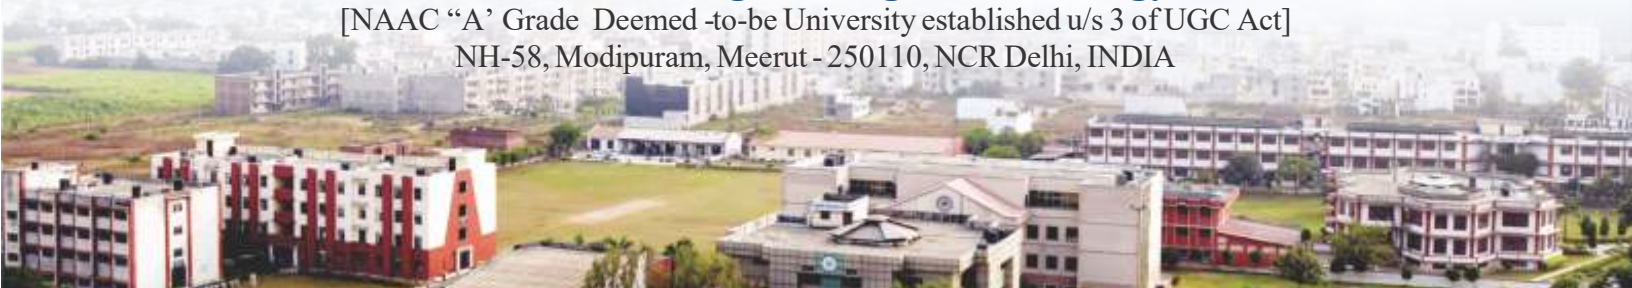 [NAAC “A’ Grade Deemed -to-be University established u/s 3 of UGC Act]
NH-58, Modipuram, Meerut - 250110, NCR Delhi, INDIA